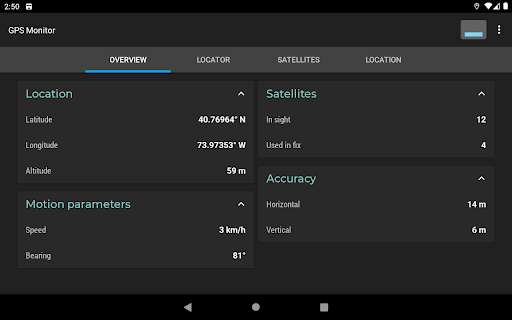 2:50
GPS Monitor
OVERVIEW LOCATOR SATELLITES LOCATION
Location
Latitude 40.76964° N
Longitude 73.97353° W
Altitude 59 m
Motion parameters
Speed 3 km/h
Bearing 81°
Satellites
In sight 12
Used in fix 4
Accuracy
Horizontal 14 m
Vertical 6 m